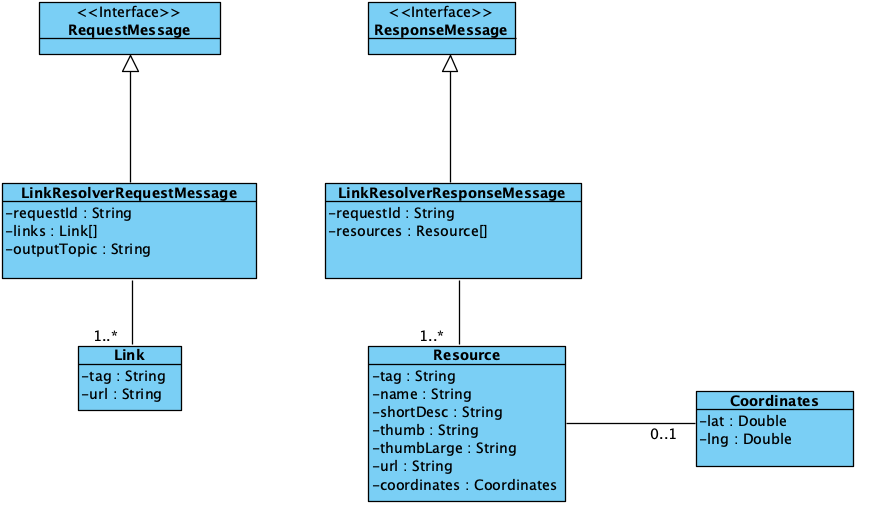 <<Interface>>
RequestMessage
<<Interface>>
ResponseMessage
LinkResolverRequestMessage
-requestId : String
-links : Link[]
-outputTopic : String
LinkResolverResponseMessage
-requestId : String
-resources : Resource[]
1..*
1..*
Link
-tag : String
-url : String
Resource
-tag : String
-name : String
-shortDesc : String
-thumb : String
-thumbLarge : String
-url : String
-coordinates : Coordinates
0..1
Coordinates
-lat : Double
-lng : Double